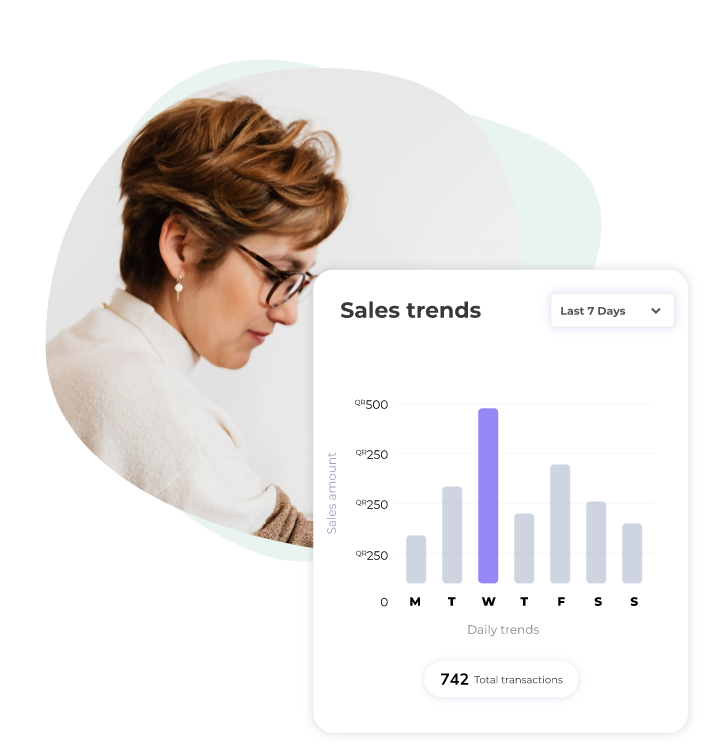 Sales trends
Last 7 Days
QR500
QR250
QR250
QR250
0
Sales amount
M T W T F S S
Daily trends
742 Total transactions